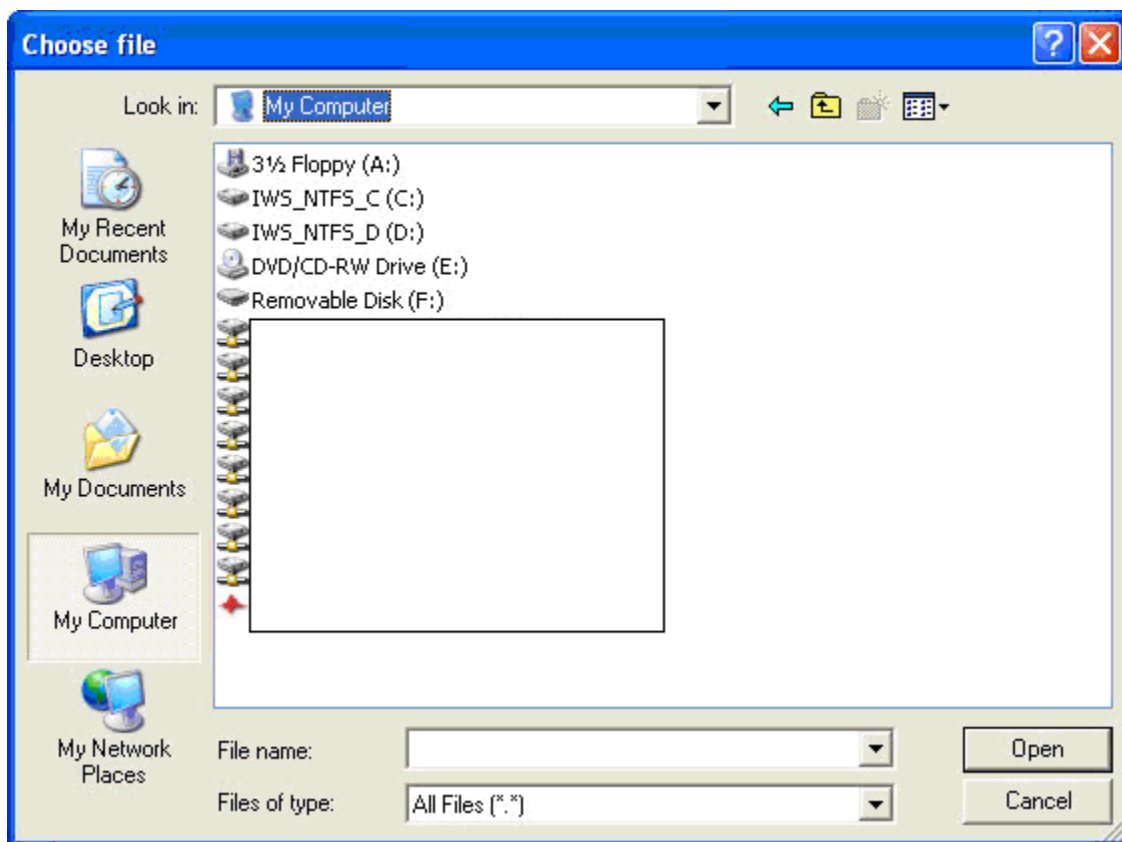 Choose file
Look in:
My Computer
My Recent
Documents
Desktop
My Documents
My Computer
My Network
Places
3½ Floppy (A:)
IWS_NTFS_C (C:)
IWS_NTFS_D (D:)
DVD/CD-RW Drive (E:)
Removable Disk (F:)
File name:
Open
Files of type:
All Files (*.*)
Cancel